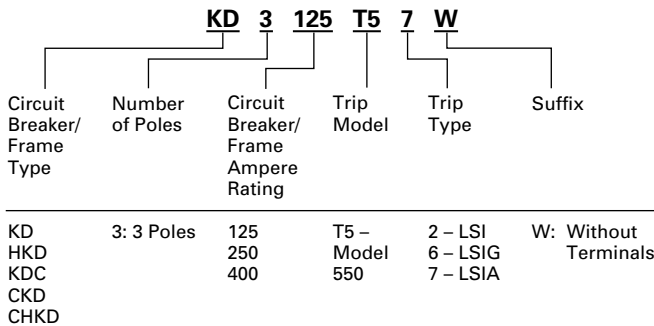 KD 3 125 T5 7 W
Circuit Breaker/ Frame Type
Number of Poles
Circuit Breaker/ Frame Ampere Rating
Trip Model
Trip Type
Suffix
KD
HKD
KDC
CKD
CHKD
3: 3 Poles
125
250
400
T5 –
Model
550
2 – LSI
6 – LSIG
7 – LSIA
W: Without
Terminals